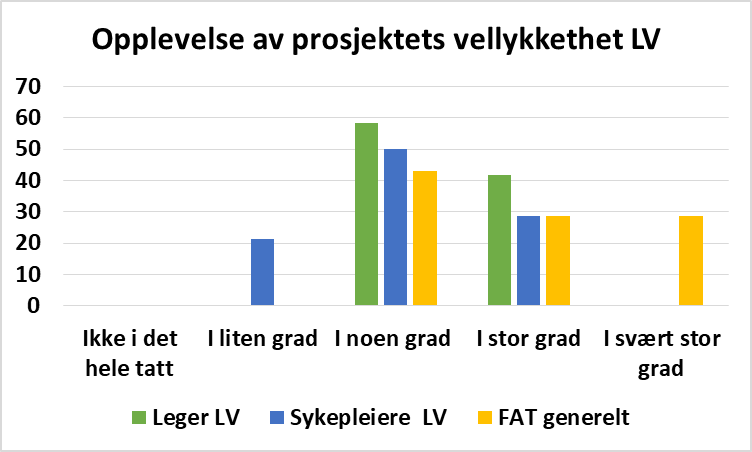 Opplevelse av prosjektets vellykkethet LV
70
60
50
40
30
20
10
0
Ikke i det hele tatt
I liten grad
I noen grad
I stor grad
I svært stor grad
Leger LV
Sykepleiere LV
FAT generelt